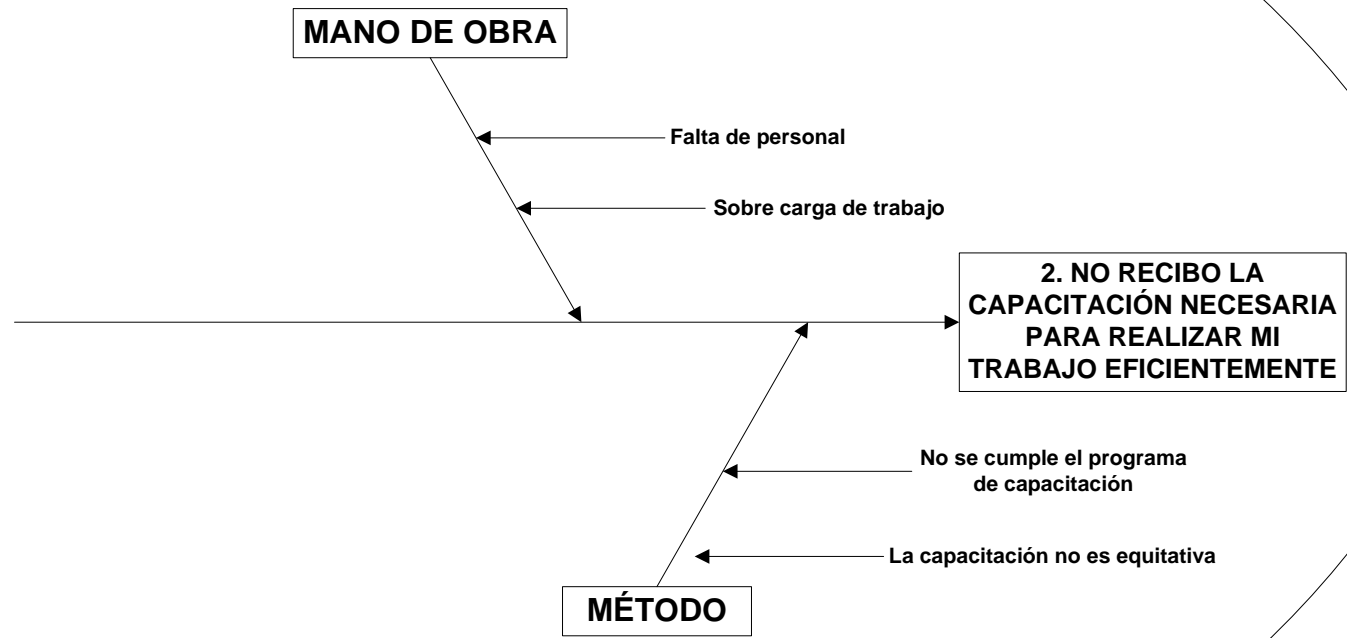 MANO DE OBRA
Falta de personal
Sobre carga de trabajo
2. NO RECIBO LA
CAPACITACIÓN NECESARIA
PARA REALIZAR MI
TRABAJO EFICIENTEMENTE
No se cumple el programa
de capacitación
La capacitación no es equitativa
MÉTODO